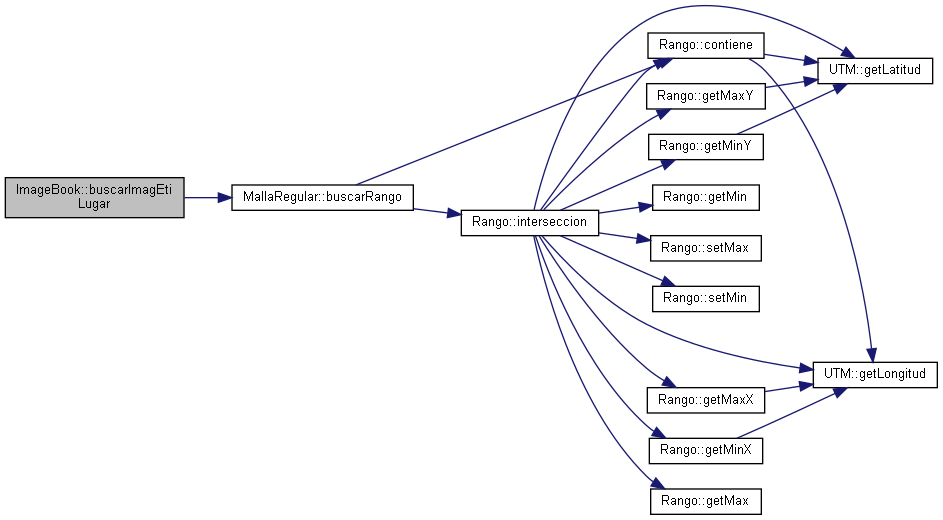 ImageBook::buscarImagEti
Lugar
MallaRegular::buscarRango
Rango::interseccion
Rango::contiene
Rango::getMaxY
Rango::getMinY
Rango::getMin
Rango::setMax
Rango::setMin
Rango::getMaxX
Rango::getMinX
Rango::getMax
UTM::getLatitud
UTM::getLongitud